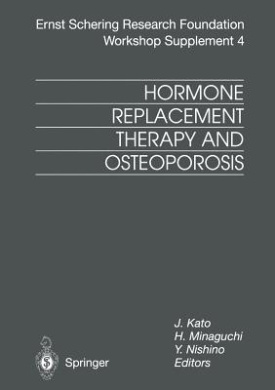 Ernst Schering Research Foundation
Workshop Supplement 4
HORMONE
REPLACEMENT
THERAPY AND
OSTEOPOROSIS
J. Kato
H. Minaguchi
Y. Nishino
Editors
Springer